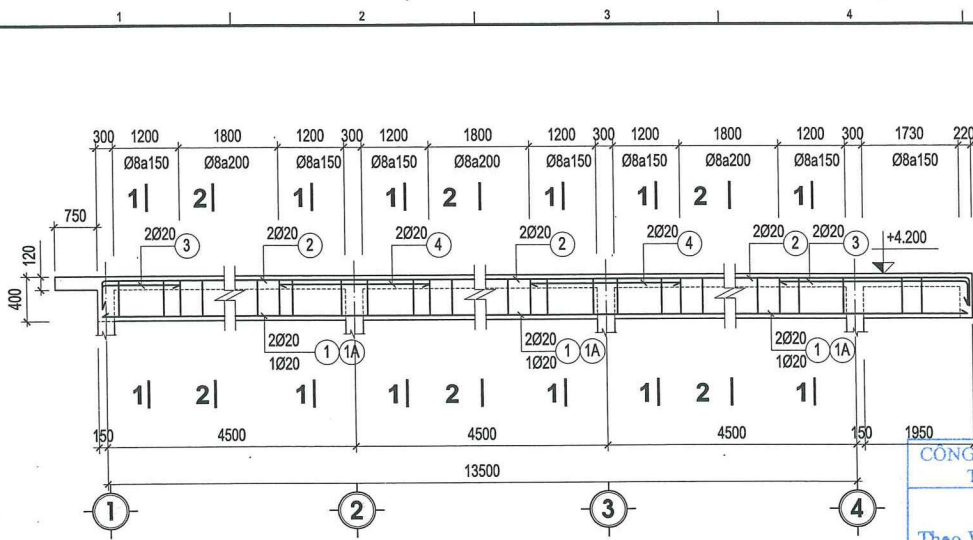 1 2 3 4
300 1200 1800 1200 300 1200 1800 1200 300 1200 1800 1200 300 1730 220
Ø8a150 Ø8a200 Ø8a150 Ø8a150 Ø8a200 Ø8a150 Ø8a150 Ø8a200 Ø8a150 Ø8a150
1 2 1 1 2 1 1 2 1
750
2Ø20 3 2Ø20 2 2Ø20 4 2Ø20 2 2Ø20 4 2Ø20 2 2Ø20 3 +4.200
120
400
2Ø20 2Ø20 2Ø20
1Ø20 1 1A 1Ø20 1 1A 1Ø20 1 1A
1 2 1 1 2 1 1 2 1
150 4500 4500 4500 150 1950
13500
1 2 3 4
CÔNG